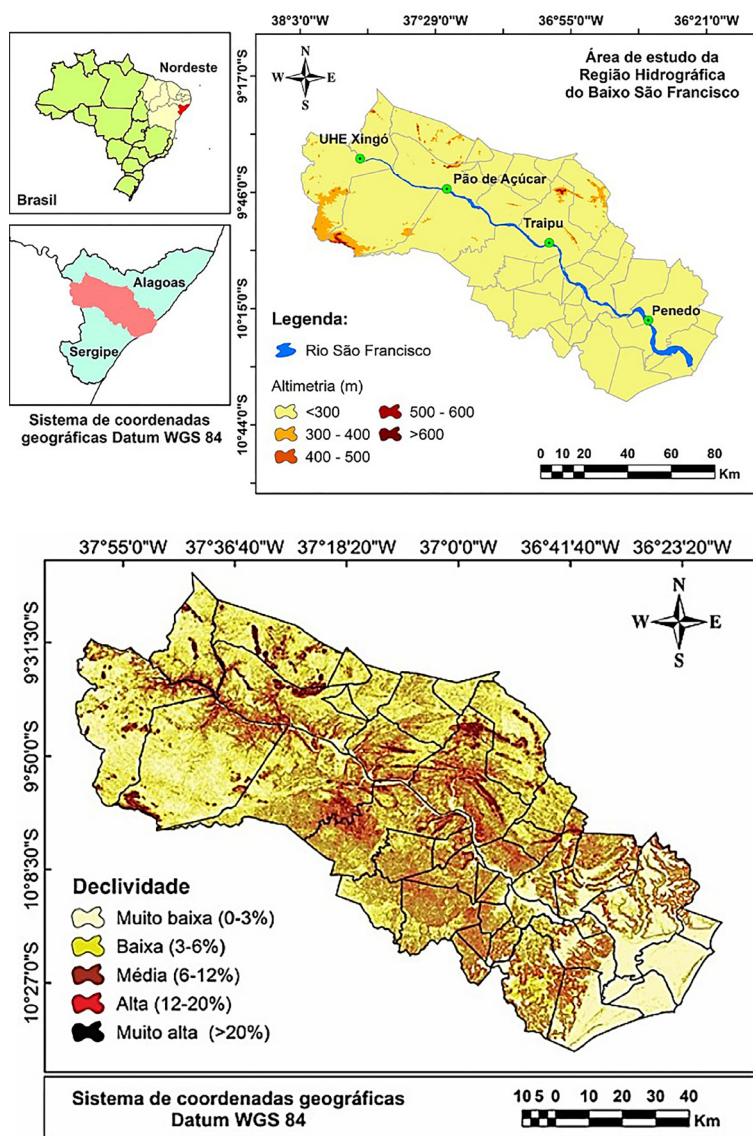 Nordeste
Brasil
Alagoas
Sergipe
Sistema de coordenadas
geográficas Datum WGS 84
38°3'0"W 37°29'0"W 36°55'0"W 36°21'0"W
9°17'0"S
9°46'0"S
10°15'0"S
10°44'0"S
N
W E
S
Área de estudo da
Região Hidrográfica
do Baixo São Francisco
UHE Xingó
Pão de Açúcar
Traipu
Penedo
Legenda:
Rio São Francisco
Altimetria (m)
<300
300 - 400
400 - 500
500 - 600
>600
0 5 10 20 40 60 80
Km
37°55'0"W 37°36'40"W 37°18'20"W 37°0'0"W 36°41'40"W 36°23'20"W
9°31'30"S
9°50'0"S
10°8'30"S
10°27'0"S
N
W E
S
Declividade
Muito baixa (0-3%)
Baixa (3-6%)
Média (6-12%)
Alta (12-20%)
Muito alta (>20%)
Sistema de coordenadas geográficas
Datum WGS 84
10 5 0 10 20 30 40
Km